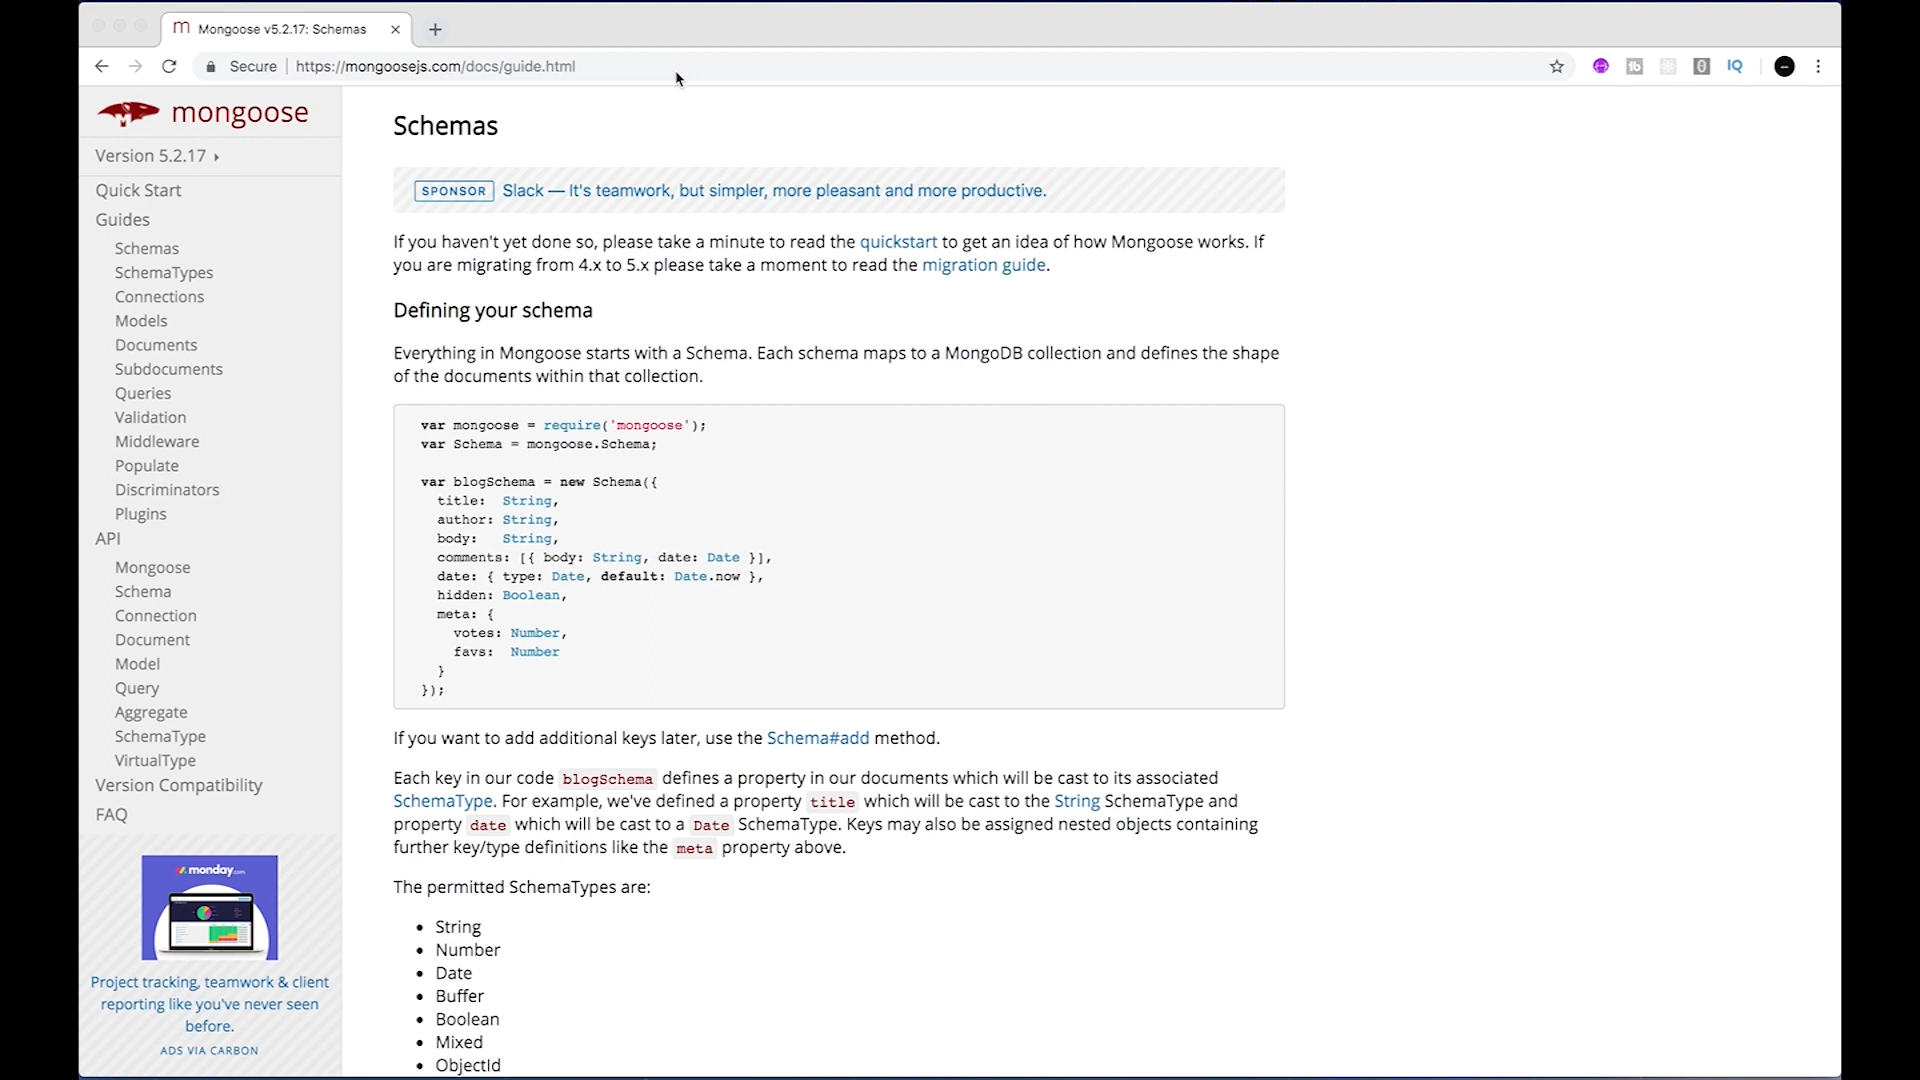 Mongoose v5.2.17: Schemas
Secure
https://mongoosejs.com/docs/guide.html
IQ
mongoose
Version 5.2.17
Quick Start
Guides
Schemas
SchemaTypes
Connections
Models
Documents
Subdocuments
Queries
Validation
Middleware
Populate
Discriminators
Plugins
API
Mongoose
Schema
Connection
Document
Model
Query
Aggregate
SchemaType
VirtualType
Version Compatibility
FAQ
monday.com
Project tracking, teamwork & client
reporting like you've never seen
before.
ADS VIA CARBON
Schemas
SPONSOR Slack — It's teamwork, but simpler, more pleasant and more productive.
If you haven't yet done so, please take a minute to read the quickstart to get an idea of how Mongoose works. If
you are migrating from 4.x to 5.x please take a moment to read the migration guide.
Defining your schema
Everything in Mongoose starts with a Schema. Each schema maps to a MongoDB collection and defines the shape
of the documents within that collection.
var mongoose = require('mongoose');
var Schema = mongoose.Schema;
var blogSchema = new Schema({
title:  String,
author: String,
body:   String,
comments: [{ body: String, date: Date }],
date: { type: Date, default: Date.now },
hidden: Boolean,
meta: {
votes: Number,
favs:  Number
}
});
If you want to add additional keys later, use the Schema#add method.
Each key in our code blogSchema defines a property in our documents which will be cast to its associated
SchemaType. For example, we've defined a property title which will be cast to the String SchemaType and
property date which will be cast to a Date SchemaType. Keys may also be assigned nested objects containing
further key/type definitions like the meta property above.
The permitted SchemaTypes are:
• String
• Number
• Date
• Buffer
• Boolean
• Mixed
• ObjectId